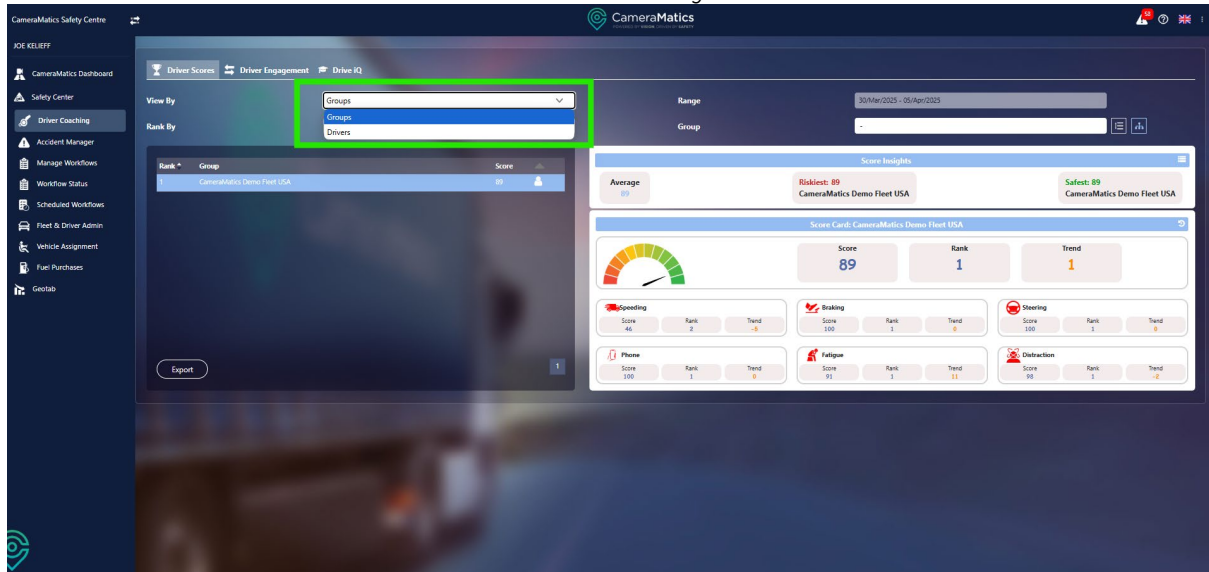 CameraMatics Safety Centre
CameraMatics
58
JOE KELIEFF
CameraMatics Dashboard
Safety Center
Driver Coaching
Accident Manager
Manage Workflows
Workflow Status
Scheduled Workflows
Fleet & Driver Admin
Vehicle Assignment
Fuel Purchases
Geotab
Driver Scores Driver Engagement Drive iQ
View By Groups Range 30/Mar/2025 - 05/Apr/2025
Groups
Drivers
Rank By Group -
Rank Group Score
1 CameraMatics Demo Fleet USA 89
Export 1
Score Insights
Average Riskiest: 89 Safest: 89
89 CameraMatics Demo Fleet USA CameraMatics Demo Fleet USA
Score Card: CameraMatics Demo Fleet USA
Score Rank Trend
89 1 1
Speeding Braking Steering
Score Rank Trend Score Rank Trend Score Rank Trend
46 2 -8 100 1 0 100 1 0
Phone Fatigue Distraction
Score Rank Trend Score Rank Trend Score Rank Trend
100 1 0 91 1 11 98 1 -2